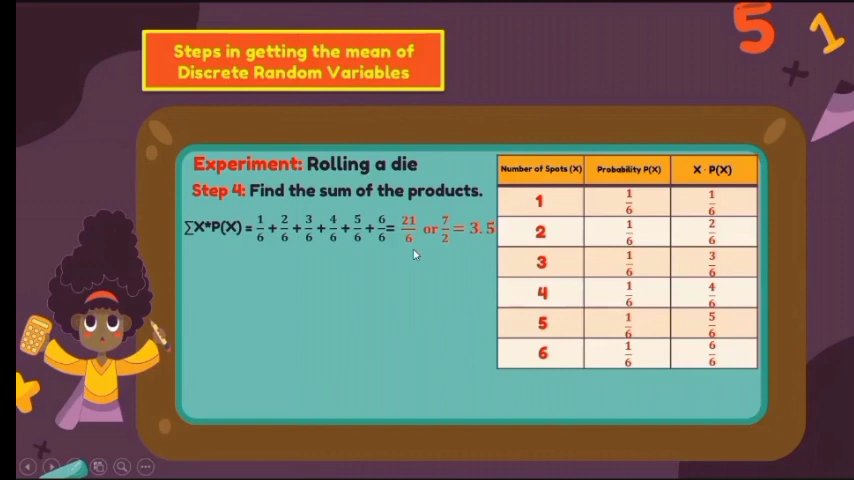 5 1
Steps in getting the mean of
Discrete Random Variables
Experiment: Rolling a die
Step 4: Find the sum of the products.
∑X*P(X) = 1/6 + 2/6 + 3/6 + 4/6 + 5/6 + 6/6 = 21/6 or 7/2 = 3.5
Number of Spots (X) Probability P(X) X · P(X)
1 1/6 1/6
2 1/6 2/6
3 1/6 3/6
4 1/6 4/6
5 1/6 5/6
6 1/6 6/6